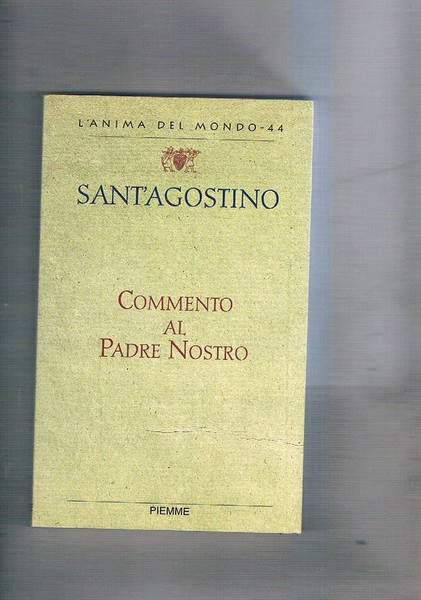 L'ANIMA DEL MONDO-44
SANT'AGOSTINO
COMMENTO
AL
PADRE NOSTRO
PIEMME